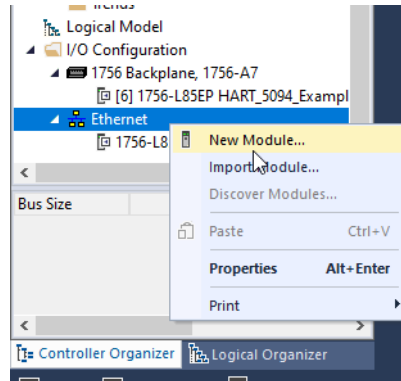 Trends
Logical Model
I/O Configuration
1756 Backplane, 1756-A7
[6] 1756-L85EP HART_5094_Exampl
Ethernet
1756-L8
New Module...
Import Module...
Discover Modules...
Paste Ctrl+V
Properties Alt+Enter
Print
Bus Size
Controller Organizer
Logical Organizer